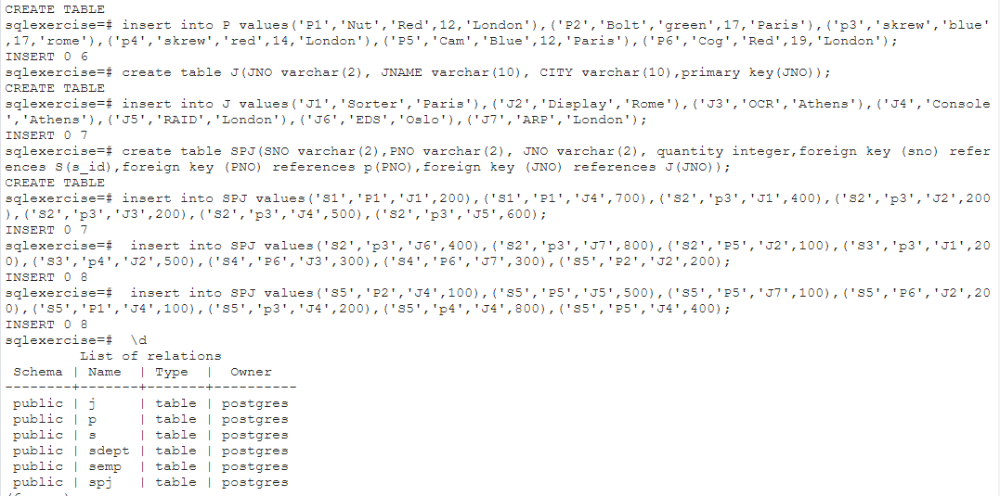 CREATE TABLE
sqlexercise=# insert into P values('P1','Nut','Red',12,'London'),('P2','Bolt','green',17,'Paris'),('p3','skrew','blue'
,17,'rome'),('p4','skrew','red',14,'London'),('P5','Cam','Blue',12,'Paris'),('P6','Cog','Red',19,'London');
INSERT 0 6
sqlexercise=# create table J(JNO varchar(2), JNAME varchar(10), CITY varchar(10),primary key(JNO));
CREATE TABLE
sqlexercise=# insert into J values('J1','Sorter','Paris'),('J2','Display','Rome'),('J3','OCR','Athens'),('J4','Console
','Athens'),('J5','RAID','London'),('J6','EDS','Oslo'),('J7','ARP','London');
INSERT 0 7
sqlexercise=# create table SPJ(SNO varchar(2),PNO varchar(2), JNO varchar(2), quantity integer,foreign key (sno) refer
ences S(s_id),foreign key (PNO) references p(PNO),foreign key (JNO) references J(JNO));
CREATE TABLE
sqlexercise=# insert into SPJ values('S1','P1','J1',200),('S1','P1','J4',700),('S2','p3','J1',400),('S2','p3','J2',200
),('S2','p3','J3',200),('S2','p3','J4',500),('S2','p3','J5',600);
INSERT 0 7
sqlexercise=#  insert into SPJ values('S2','p3','J6',400),('S2','p3','J7',800),('S2','P5','J2',100),('S3','p3','J1',20
0),('S3','p4','J2',500),('S4','P6','J3',300),('S4','P6','J7',300),('S5','P2','J2',200);
INSERT 0 8
sqlexercise=#  insert into SPJ values('S5','P2','J4',100),('S5','P5','J5',500),('S5','P5','J7',100),('S5','P6','J2',20
0),('S5','P1','J4',100),('S5','p3','J4',200),('S5','p4','J4',800),('S5','P5','J4',400);
INSERT 0 8
sqlexercise=#  \d
List of relations
Schema | Name | Type | Owner
--------+-------+-------+----------
public | j | table | postgres
public | p | table | postgres
public | s | table | postgres
public | sdept | table | postgres
public | semp | table | postgres
public | spj | table | postgres